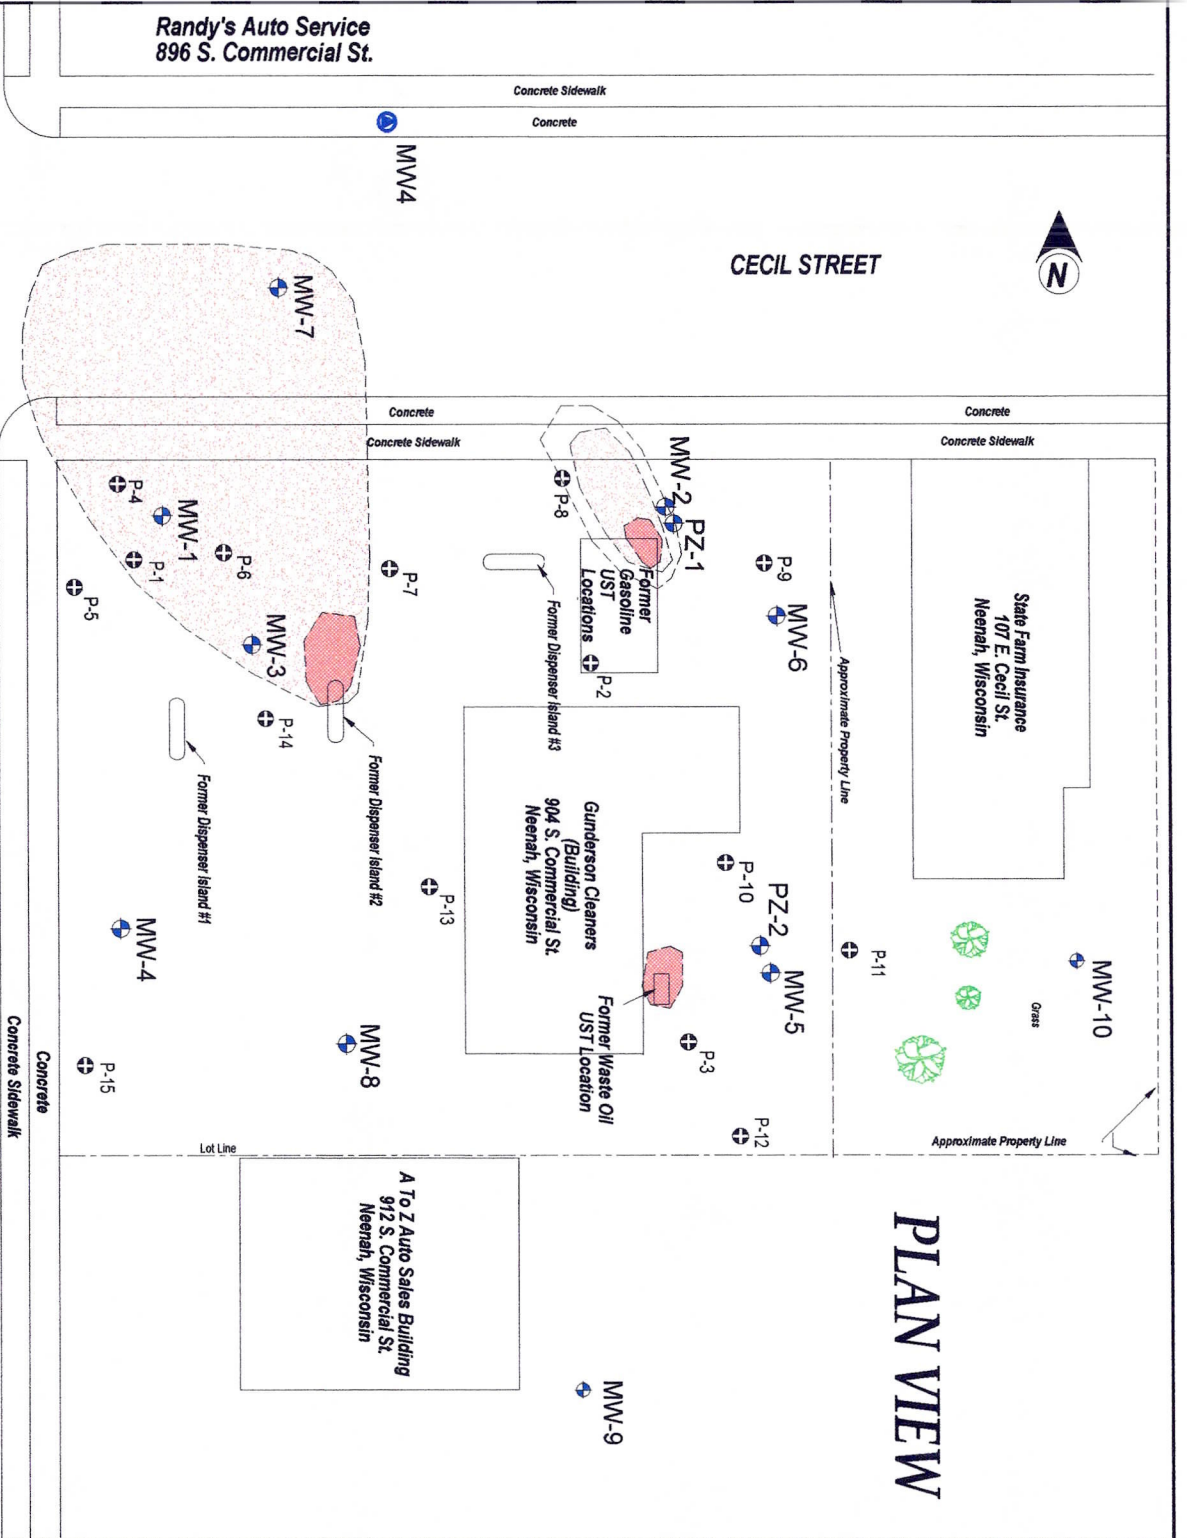 Randy's Auto Service
896 S. Commercial St.
Concrete Sidewalk
Concrete
MW4
CECIL STREET
N
MW-7
Concrete
Concrete
Concrete Sidewalk
Concrete Sidewalk
MW-2
PZ-1
P-8
P-4
MW-1
P-1
P-6
P-5
P-7
P-9
MW-6
MW-3
Former
Gasoline
UST
Locations
P-2
P-14
Former Dispenser Island #3
Former Dispenser Island #2
Former Dispenser Island #1
Approximate Property Line
State Farm Insurance
107 E. Cecil St.
Neenah, Wisconsin
Gunderson Cleaners
(Building)
904 S. Commercial St.
Neenah, Wisconsin
P-10
PZ-2
MW-5
P-11
MW-10
Grass
P-13
MW-4
MW-8
P-15
Former Waste Oil
UST Location
P-3
P-12
Approximate Property Line
Lot Line
Concrete
Concrete Sidewalk
A To Z Auto Sales Building
912 S. Commercial St.
Neenah, Wisconsin
MW-9
PLAN VIEW